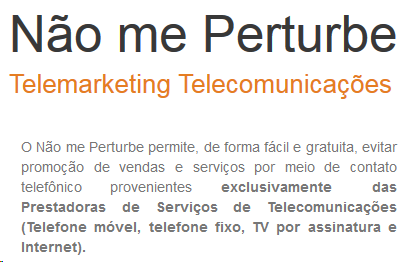 Não me Perturbe
Telemarketing Telecomunicações
O Não me Perturbe permite, de forma fácil e gratuita, evitar
promoção de vendas e serviços por meio de contato
telefônico provenientes exclusivamente das
Prestadoras de Serviços de Telecomunicações
(Telefone móvel, telefone fixo, TV por assinatura e
Internet).